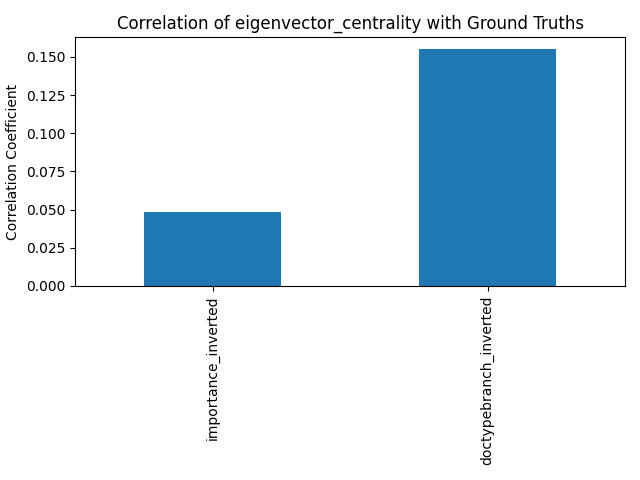 Correlation of eigenvector_centrality with Ground Truths
Correlation Coefficient
0.150
0.125
0.100
0.075
0.050
0.025
0.000
importance_inverted
doctypebranch_inverted